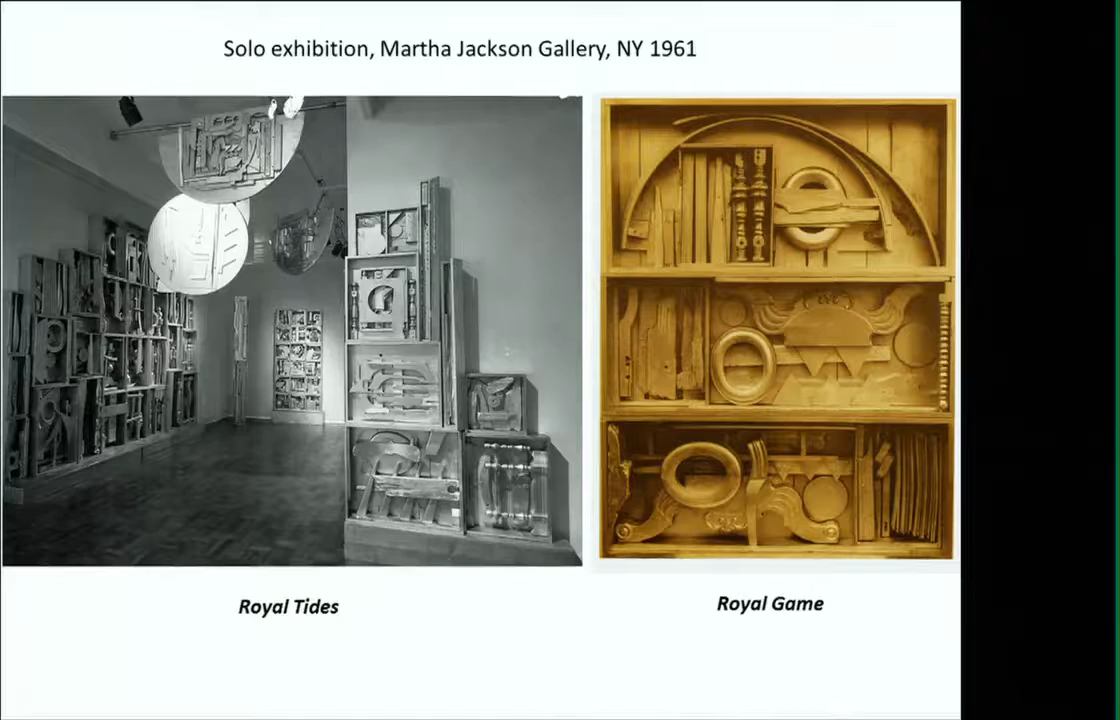 Solo exhibition, Martha Jackson Gallery, NY 1961
Royal Tides
Royal Game